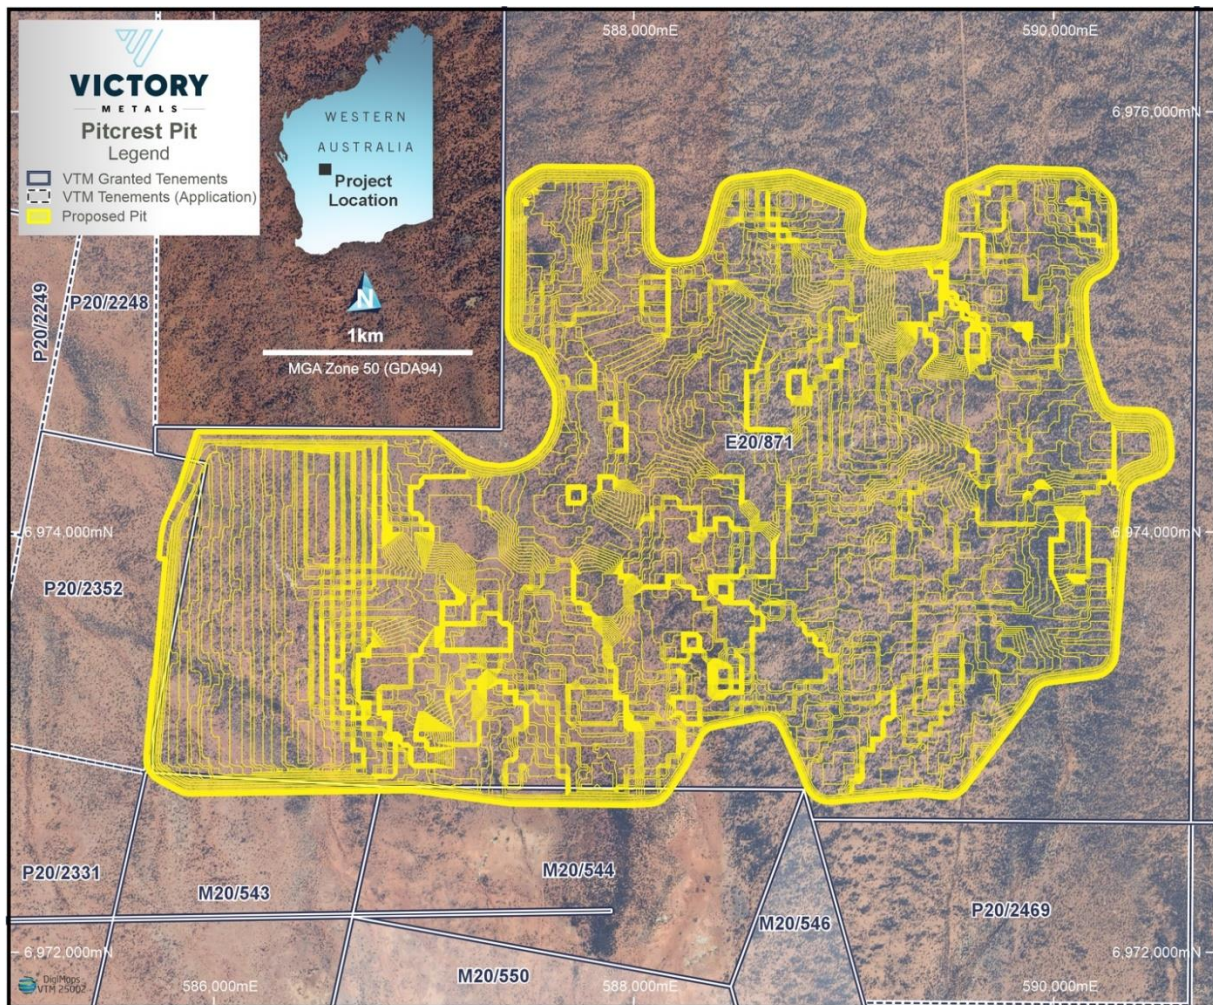 VICTORY
METALS
Pitcrest Pit
Legend
VTM Granted Tenements
VTM Tenements (Application)
Proposed Pit
WESTERN
AUSTRALIA
Project
Location
N
1km
MGA Zone 50 (GDA94)
588,000mE
590,000mE
6,976,000mN
P20/2249
P20/2248
E20/871
6,974,000mN
6,974,000mN
P20/2352
P20/2331
M20/543
M20/544
M20/546
P20/2469
6,972,000mN
6,972,000mN
M20/550
DigiMaps
VTM 25007
586,000mE
588,000mE
590,000mE